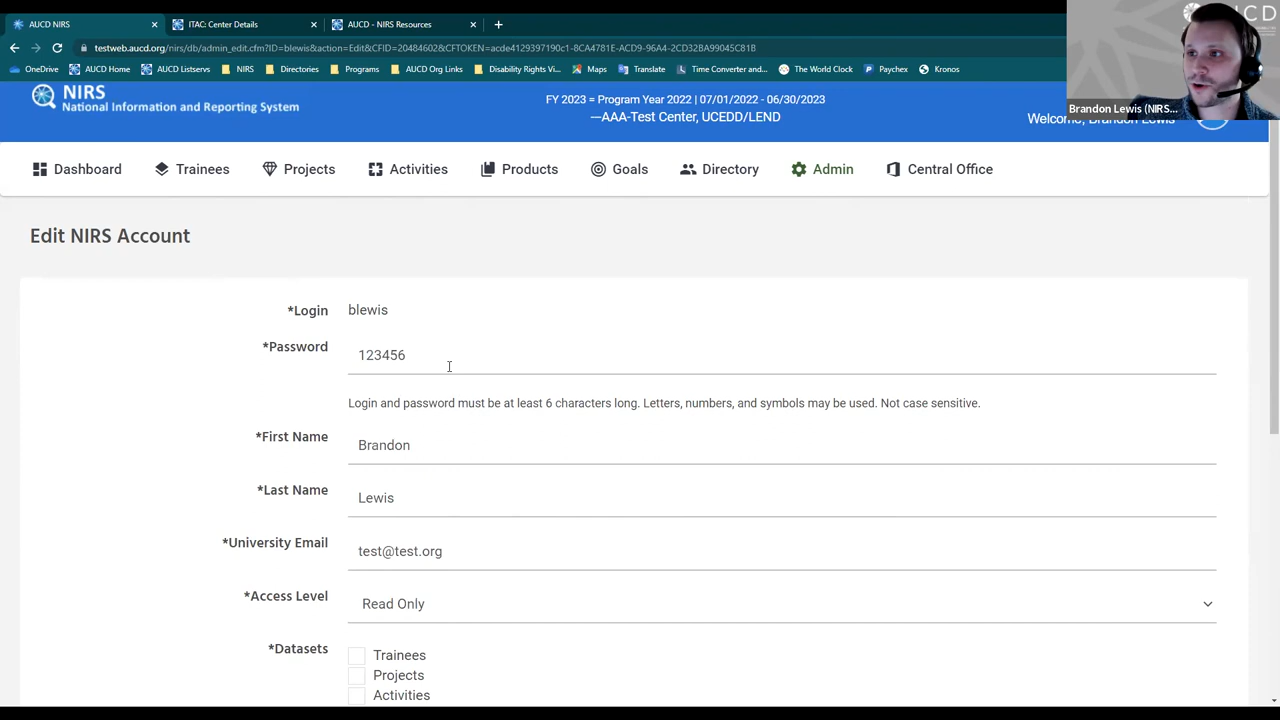 AUCD NIRS
ITAC: Center Details
AUCD - NIRS Resources
AUCD
testweb.aucd.org/nirs/db/admin_edit.cfm?ID=blewis&action=Edit&CFID=20484602&CFTOKEN=acde4129397190c1-8CA4781E-ACD9-96A4-2CD32BA99045C81B
OneDrive
AUCD Home
AUCD Listservs
NIRS
Directories
Programs
AUCD Org Links
Disability Rights Vi...
Maps
Translate
Time Converter and...
The World Clock
Paychex
Kronos
NIRS
National Information and Reporting System
FY 2023 = Program Year 2022 | 07/01/2022 - 06/30/2023
—AAA-Test Center, UCEDD/LEND
Brandon Lewis (NIRS...
Welcome, Brandon Lewis
Dashboard
Trainees
Projects
Activities
Products
Goals
Directory
Admin
Central Office
Edit NIRS Account
*Login blewis
*Password 123456
Login and password must be at least 6 characters long. Letters, numbers, and symbols may be used. Not case sensitive.
*First Name Brandon
*Last Name Lewis
*University Email test@test.org
*Access Level Read Only
*Datasets Trainees
Projects
Activities